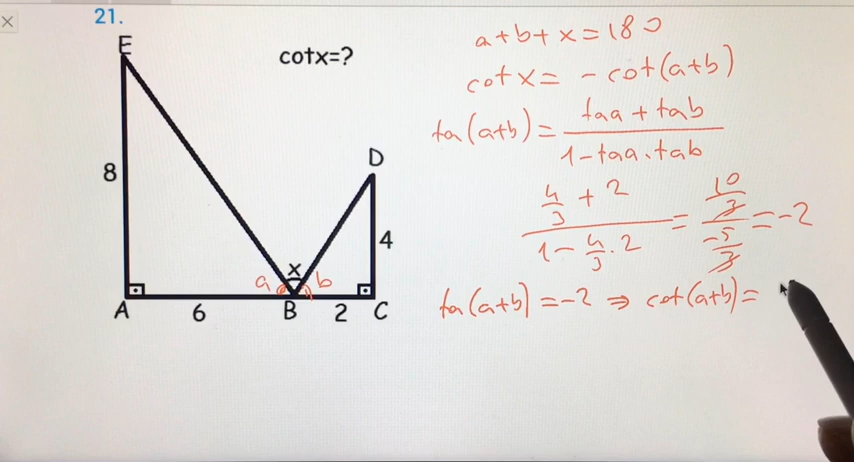 21.
cotx=?
E
8
D
4
x
a
b
A
6
B
2
C
a+b+x=180
cotx= -cot(a+b)
ta(a+b)= taa+tab
1-taa.tab
4/3 + 2
1- 4/3 . 2
= 10/3
-5/3
=-2
ta(a+b)=-2 ⇒ cot(a+b)=